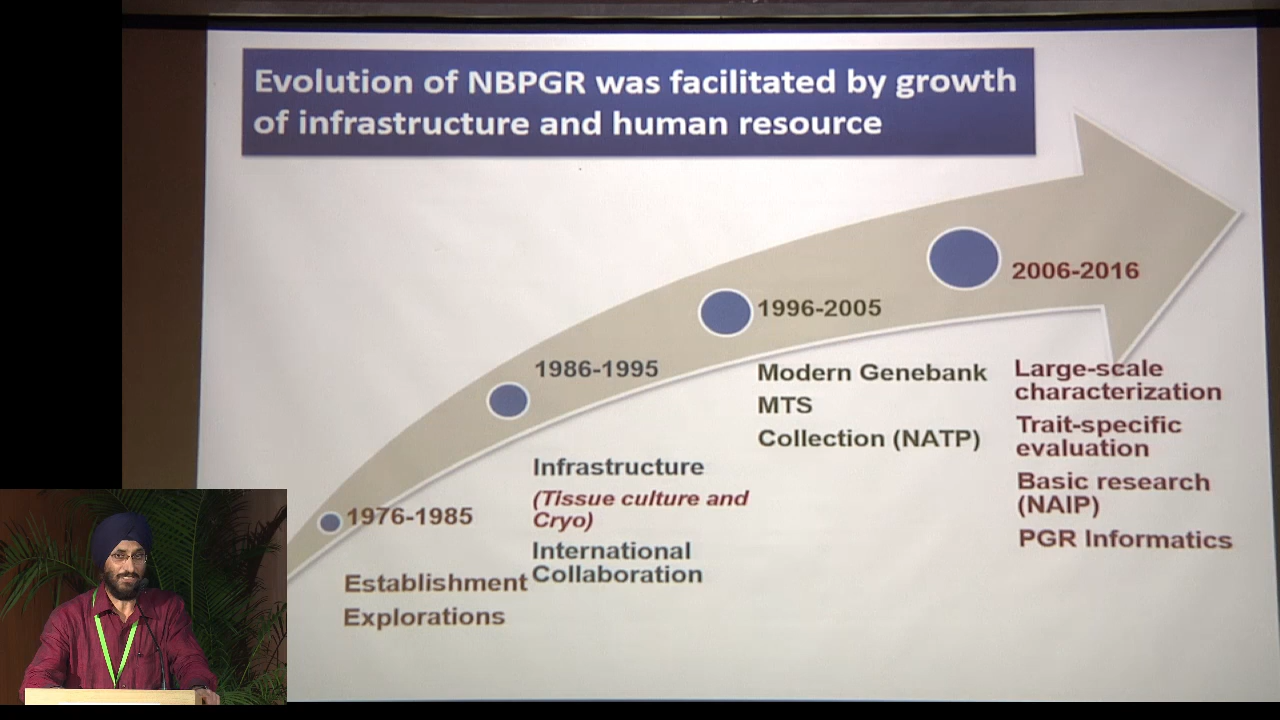 Evolution of NBPGR was facilitated by growth
of infrastructure and human resource
1976-1985
Establishment
Explorations
1986-1995
Infrastructure
(Tissue culture and
Cryo)
International
Collaboration
1996-2005
Modern Genebank
MTS
Collection (NATP)
2006-2016
Large-scale
characterization
Trait-specific
evaluation
Basic research
(NAIP)
PGR Informatics